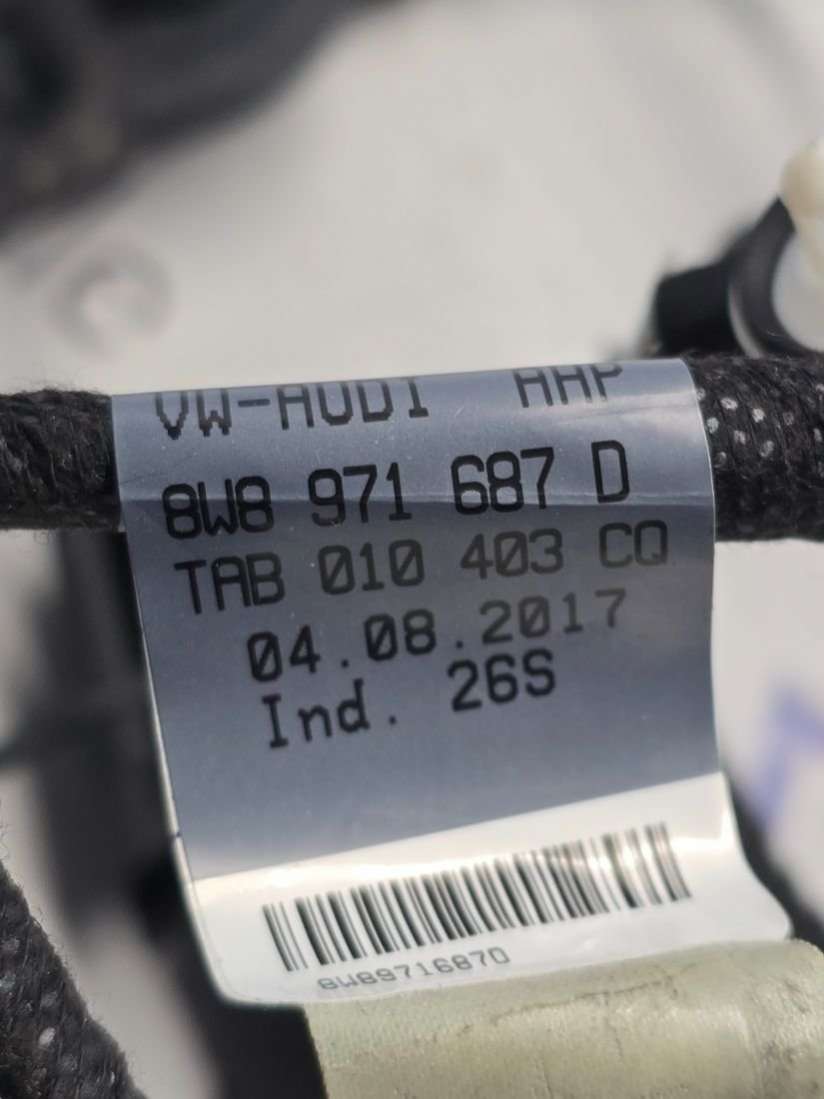 VW-AUDI AHP
8W8 971 687 D
TAB 010 403 CQ
04.08.2017
Ind. 26S
8W8971687D